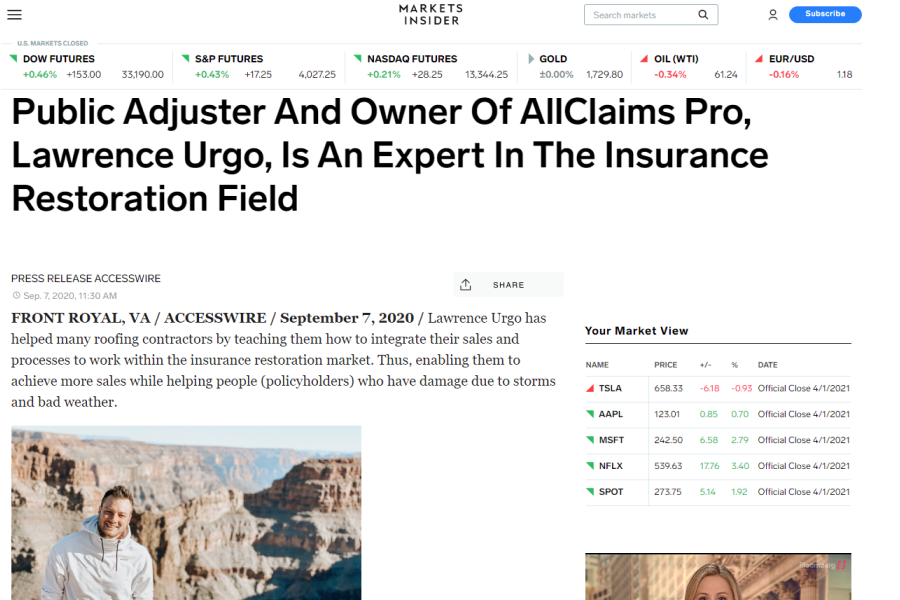 MARKETS
INSIDER
Search markets
Subscribe
U.S. MARKETS CLOSED
DOW FUTURES
+0.46% +153.00 33,190.00
S&P FUTURES
+0.43% +17.25 4,027.25
NASDAQ FUTURES
+0.21% +28.25 13,344.25
GOLD
±0.00% 1,729.80
OIL (WTI)
-0.34% 61.24
EUR/USD
-0.16% 1.18
Public Adjuster And Owner Of AllClaims Pro,
Lawrence Urgo, Is An Expert In The Insurance
Restoration Field
PRESS RELEASE ACCESSWIRE
Sep. 7, 2020, 11:30 AM
SHARE
FRONT ROYAL, VA / ACCESSWIRE / September 7, 2020 / Lawrence Urgo has
helped many roofing contractors by teaching them how to integrate their sales and
processes to work within the insurance restoration market. Thus, enabling them to
achieve more sales while helping people (policyholders) who have damage due to storms
and bad weather.
Your Market View
NAME PRICE +/- % DATE
TSLA 658.33 -6.18 -0.93 Official Close 4/1/2021
AAPL 123.01 0.85 0.70 Official Close 4/1/2021
MSFT 242.50 6.58 2.79 Official Close 4/1/2021
NFLX 539.63 17.76 3.40 Official Close 4/1/2021
SPOT 273.75 5.14 1.92 Official Close 4/1/2021
Bloomberg